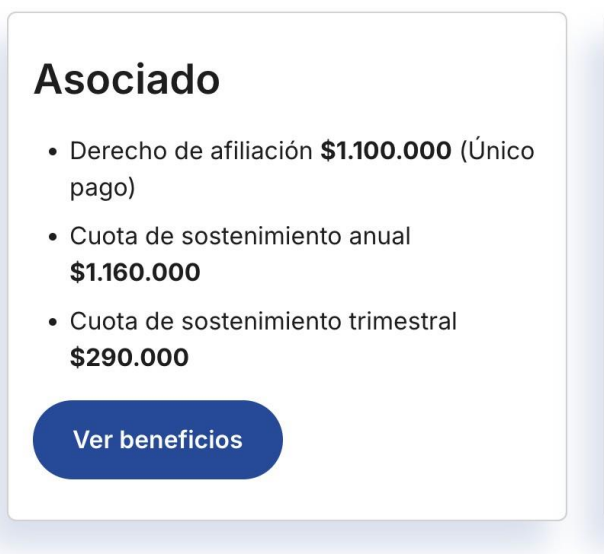 Asociado
• Derecho de afiliación $1.100.000 (Único
pago)
• Cuota de sostenimiento anual
$1.160.000
• Cuota de sostenimiento trimestral
$290.000
Ver beneficios